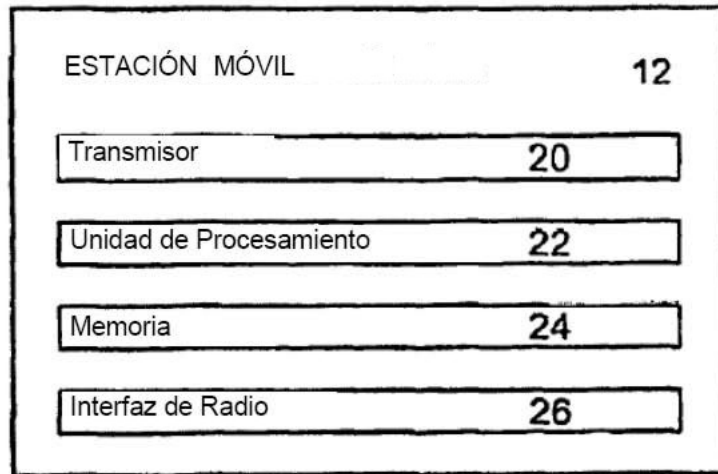 ESTACIÓN MÓVIL 12
Transmisor 20
Unidad de Procesamiento 22
Memoria 24
Interfaz de Radio 26